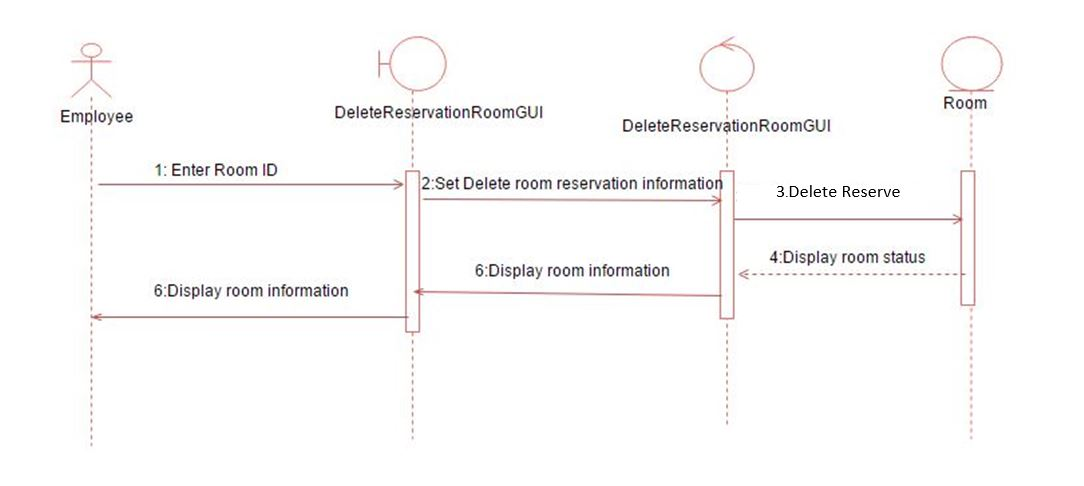 Employee
DeleteReservationRoomGUI
DeleteReservationRoomGUI
Room
1: Enter Room ID
2:Set Delete room reservation information
3.Delete Reserve
4:Display room status
6:Display room information
6:Display room information